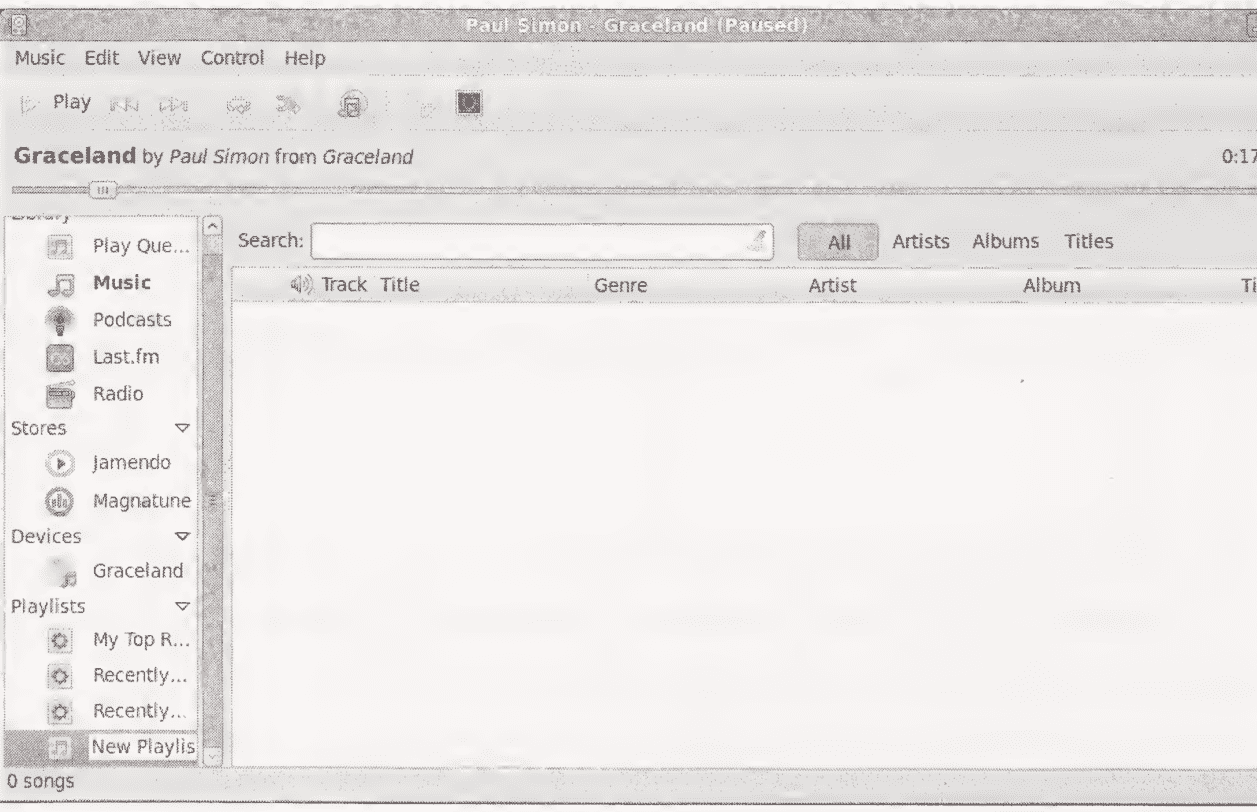 Paul Simon - Graceland (Paused)
Music Edit View Control Help
Play
Graceland by Paul Simon from Graceland 0:17
Search: All Artists Albums Titles
Track Title Genre Artist Album Ti
Library
Play Que...
Music
Podcasts
Last.fm
Radio
Stores
Jamendo
Magnatune
Devices
Graceland
Playlists
My Top R...
Recently...
Recently...
New Playlis
0 songs